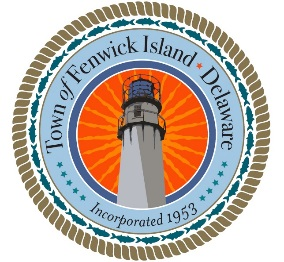 Town of Fenwick Island ★ Delaware
Incorporated 1953